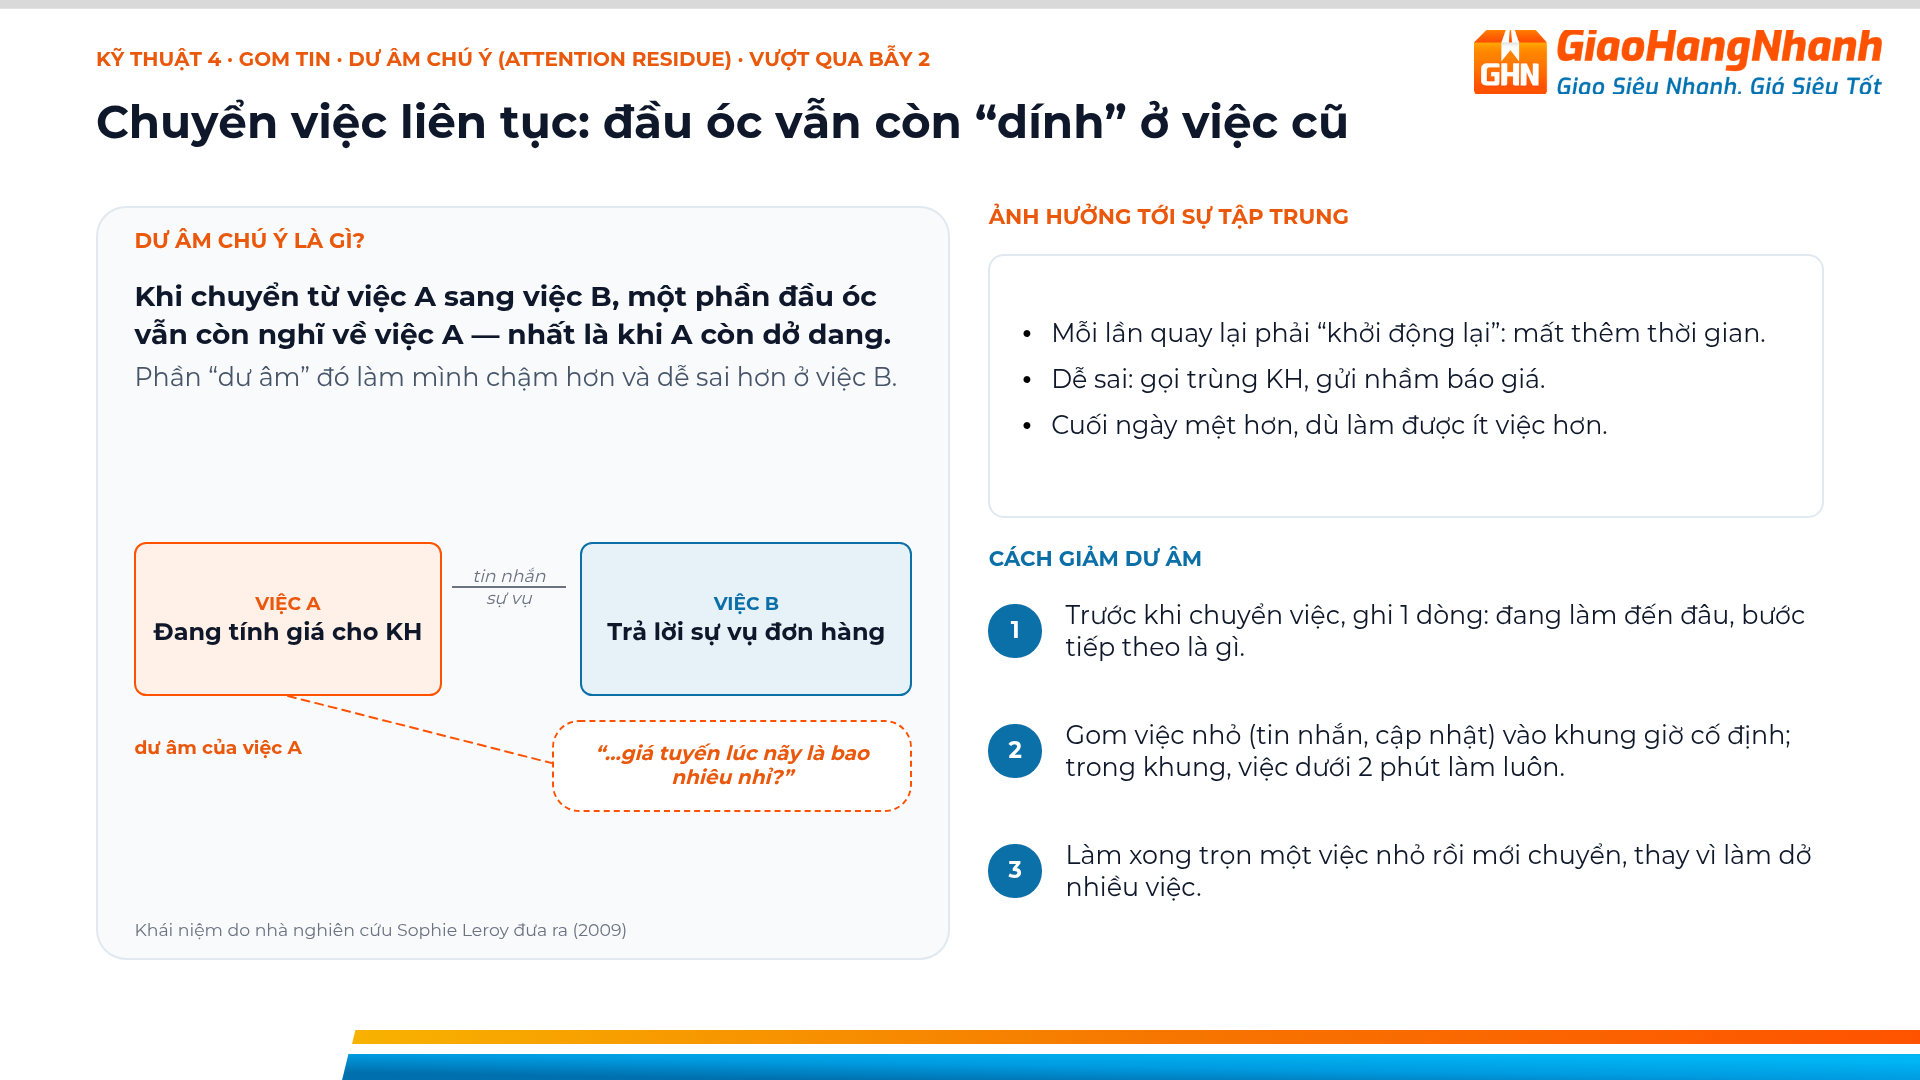 KỸ THUẬT 4 · GOM TIN · DƯ ÂM CHÚ Ý (ATTENTION RESIDUE) · VƯỢT QUA BẪY 2
GHN
GiaoHangNhanh
Giao Siêu Nhanh. Giá Siêu Tốt
Chuyển việc liên tục: đầu óc vẫn còn “dính” ở việc cũ
DƯ ÂM CHÚ Ý LÀ GÌ?
Khi chuyển từ việc A sang việc B, một phần đầu óc
vẫn còn nghĩ về việc A — nhất là khi A còn dở dang.
Phần “dư âm” đó làm mình chậm hơn và dễ sai hơn ở việc B.
VIỆC A
Đang tính giá cho KH
tin nhắn
sự vụ
VIỆC B
Trả lời sự vụ đơn hàng
dư âm của việc A
“...giá tuyến lúc nãy là bao
nhiêu nhỉ?”
Khái niệm do nhà nghiên cứu Sophie Leroy đưa ra (2009)
ẢNH HƯỞNG TỚI SỰ TẬP TRUNG
• Mỗi lần quay lại phải “khởi động lại”: mất thêm thời gian.
• Dễ sai: gọi trùng KH, gửi nhầm báo giá.
• Cuối ngày mệt hơn, dù làm được ít việc hơn.
CÁCH GIẢM DƯ ÂM
1
Trước khi chuyển việc, ghi 1 dòng: đang làm đến đâu, bước
tiếp theo là gì.
2
Gom việc nhỏ (tin nhắn, cập nhật) vào khung giờ cố định;
trong khung, việc dưới 2 phút làm luôn.
3
Làm xong trọn một việc nhỏ rồi mới chuyển, thay vì làm dở
nhiều việc.